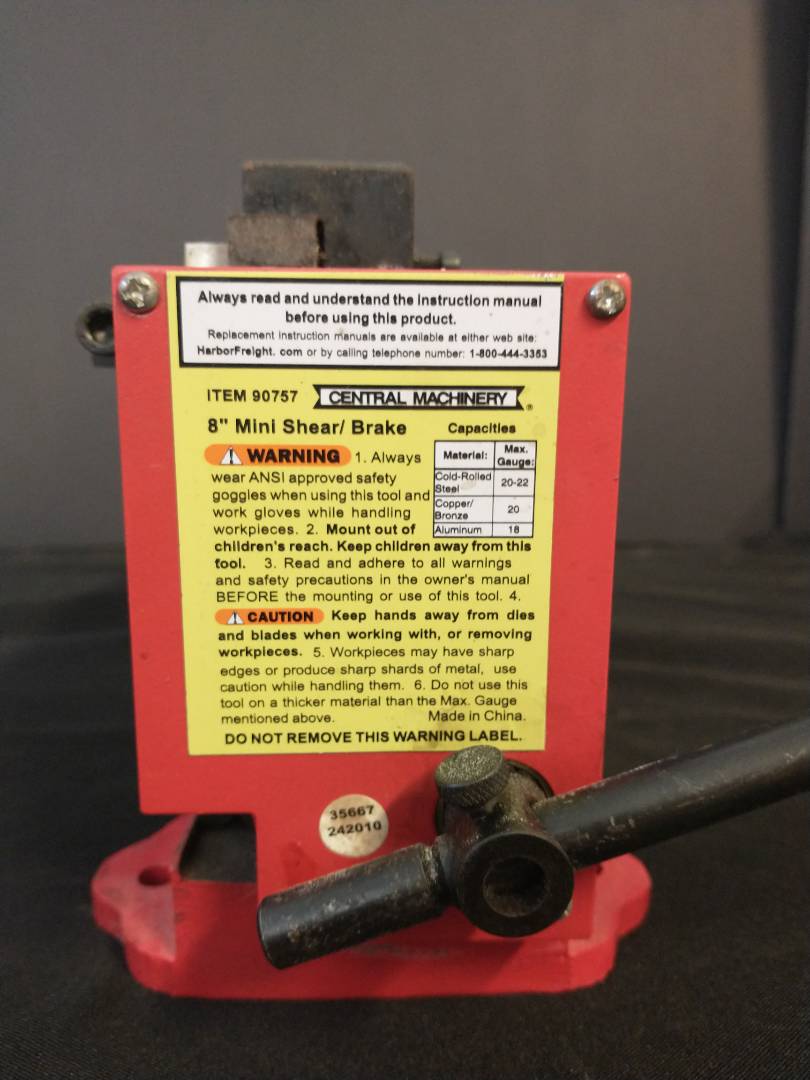 Always read and understand the instruction manual
before using this product.
Replacement instruction manuals are available at either web site:
HarborFreight. com or by calling telephone number: 1-800-444-3353
ITEM 90757 CENTRAL MACHINERY ®
8" Mini Shear/ Brake
Capacities
Material: Max. Gauge:
Cold-Rolled Steel 20-22
Copper/ Bronze 20
Aluminum 18
WARNING 1. Always
wear ANSI approved safety
goggles when using this tool and
work gloves while handling
workpieces. 2. Mount out of
children's reach. Keep children away from this
tool. 3. Read and adhere to all warnings
and safety precautions in the owner's manual
BEFORE the mounting or use of this tool. 4.
CAUTION Keep hands away from dies
and blades when working with, or removing
workpieces. 5. Workpieces may have sharp
edges or produce sharp shards of metal, use
caution while handling them. 6. Do not use this
tool on a thicker material than the Max. Gauge
mentioned above. Made in China.
DO NOT REMOVE THIS WARNING LABEL.
35667
242010